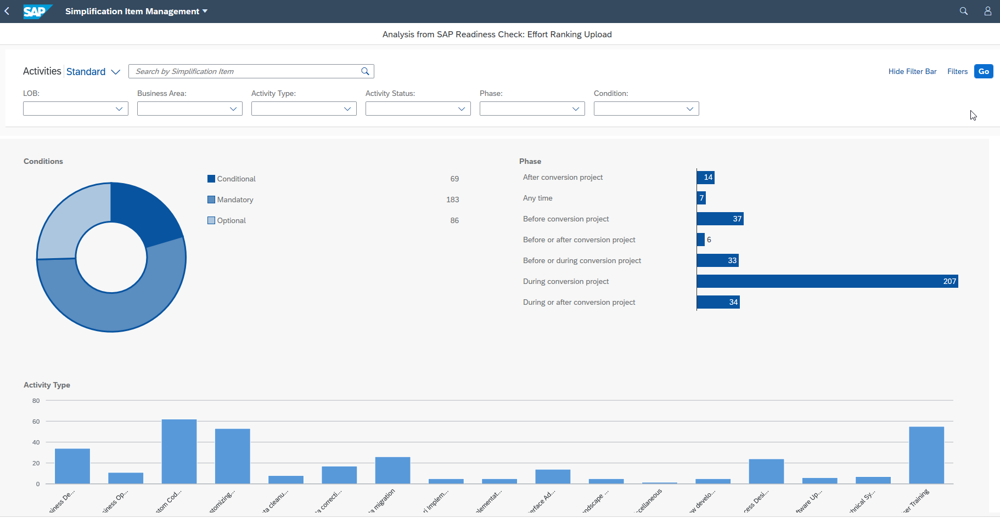 SAP Simplification Item Management
Analysis from SAP Readiness Check: Effort Ranking Upload
Activities Standard Search by Simplification Item Hide Filter Bar Filters Go
LOB: Business Area: Activity Type: Activity Status: Phase: Condition:
Conditions
Conditional 69
Mandatory 183
Optional 86
Phase
After conversion project 14
Any time 7
Before conversion project 37
Before or after conversion project 6
Before or during conversion project 33
During conversion project 207
During or after conversion project 34
Activity Type
80
60
40
20
0
siness De...
siness Op...
stom Cod...
stomizing...
ta cleanu...
a correcti...
a migration
ri Implem...
lementat...
erface Ad...
ndscape ...
scellaneous
w develo...
cess Desi...
ftware Up...
hnical Sy...
ser Training